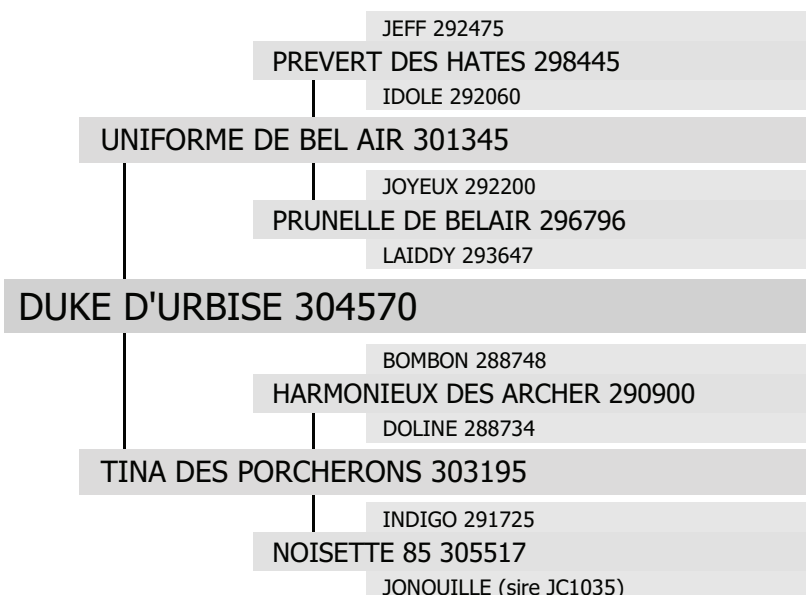 JEFF 292475
PREVERT DES HATES 298445
IDOLE 292060
UNIFORME DE BEL AIR 301345
JOYEUX 292200
PRUNELLE DE BELAIR 296796
LAIDDY 293647
DUKE D'URBISE 304570
BOMBON 288748
HARMONIEUX DES ARCHER 290900
DOLINE 288734
TINA DES PORCHERONS 303195
INDIGO 291725
NOISETTE 85 305517
JONQUILLE (sire JC1035)